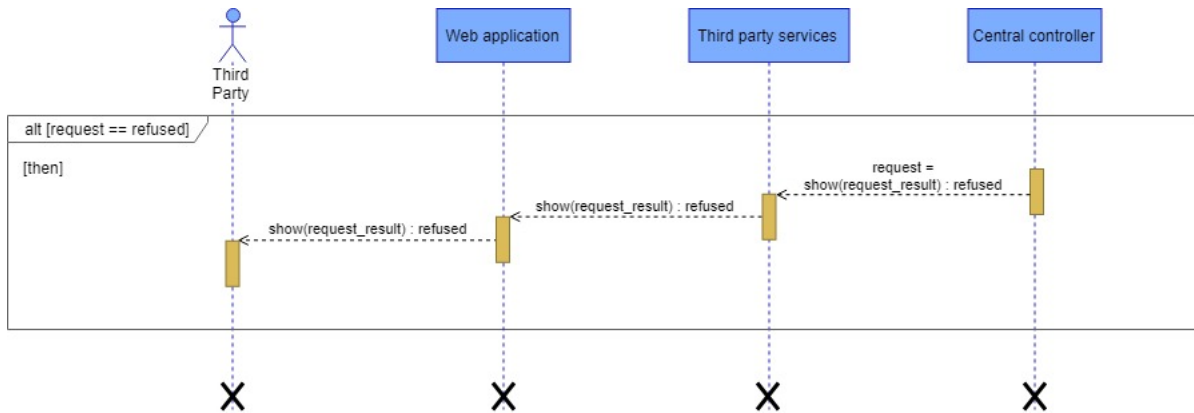 Third
Party
Web application
Third party services
Central controller
alt [request == refused]
[then]
request =
show(request_result) : refused
show(request_result) : refused
show(request_result) : refused